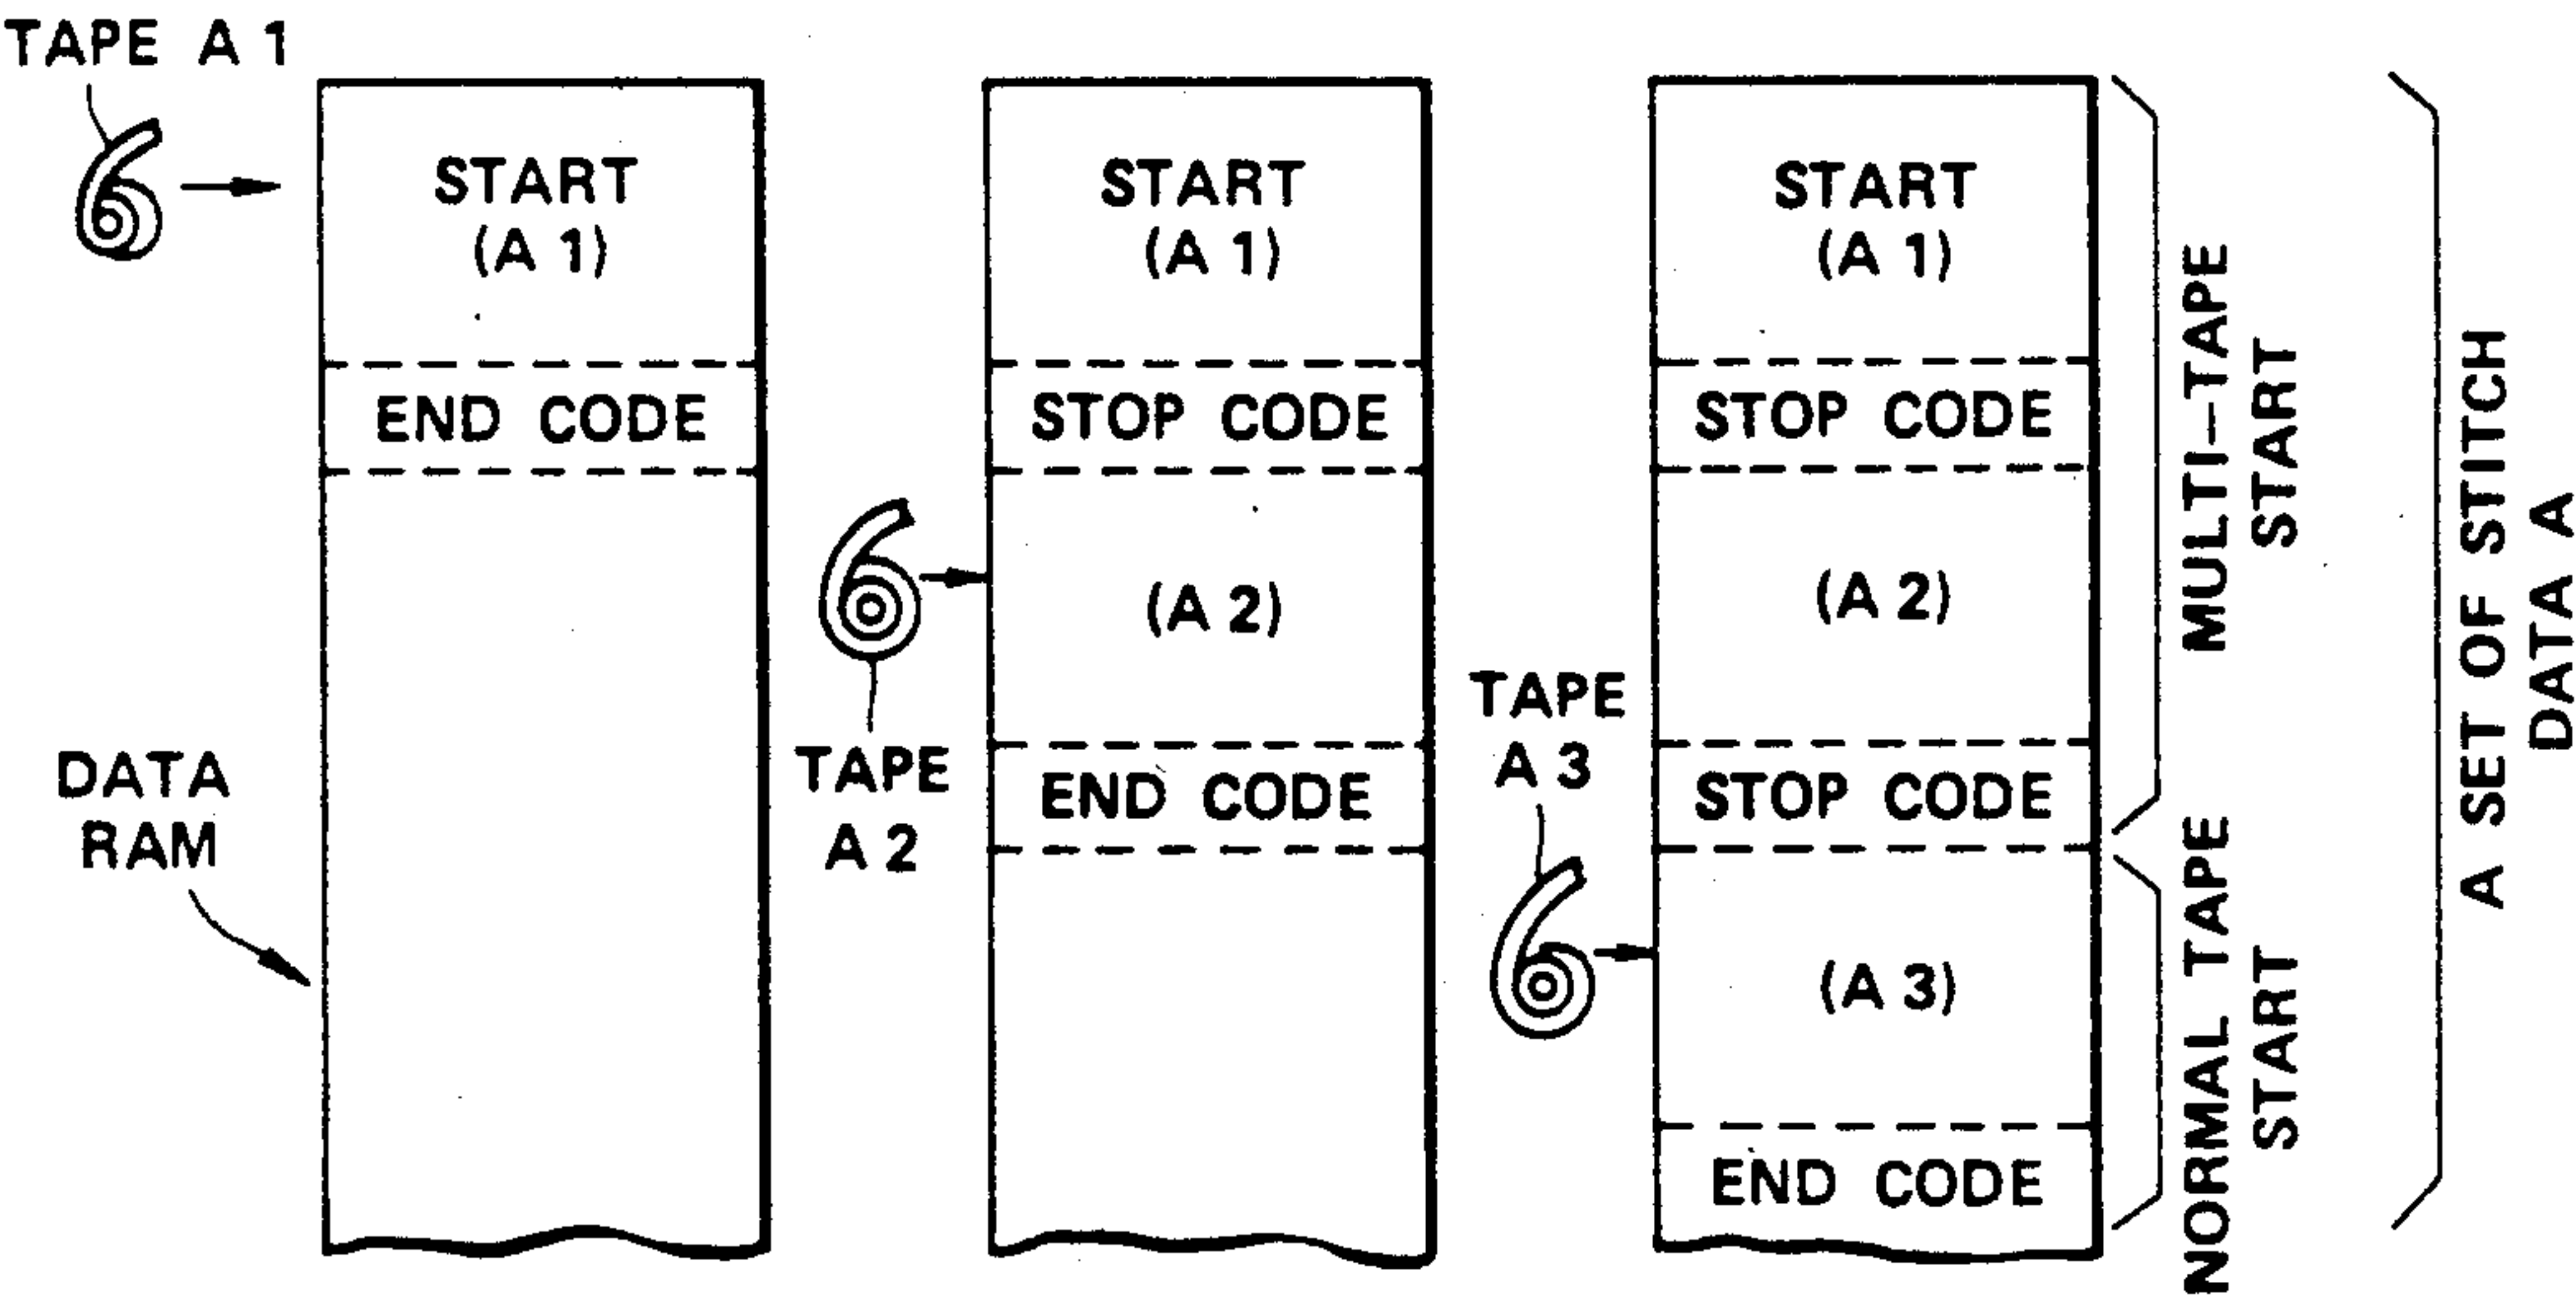 TAPE A 1
START
(A 1)
END CODE
DATA
RAM
START
(A 1)
STOP CODE
(A 2)
END CODE
TAPE
A 2
START
(A 1)
STOP CODE
(A 2)
STOP CODE
(A 3)
END CODE
TAPE
A 3
MULTI-TAPE
START
NORMAL TAPE
START
A SET OF STITCH
DATA A